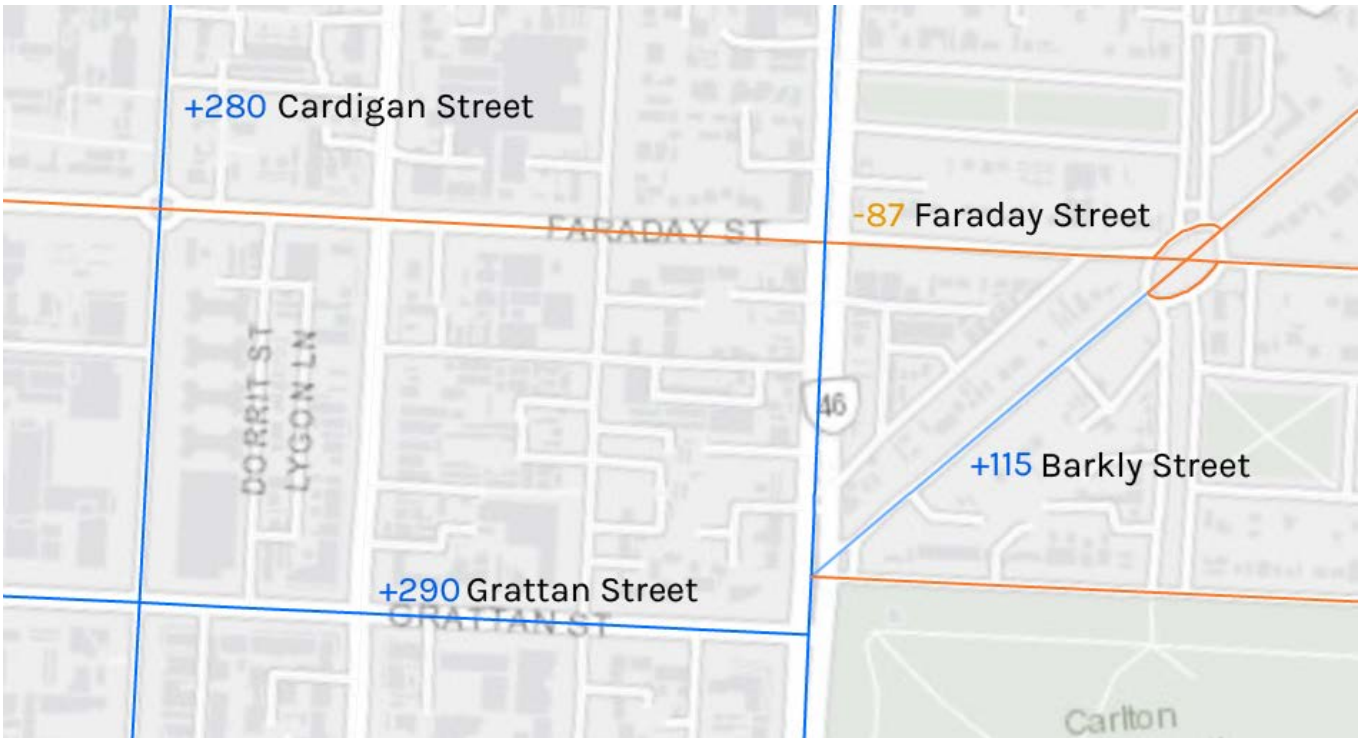 +280 Cardigan Street
FARADAY ST
-87 Faraday Street
DORRIT ST
LYGON LN
46
+115 Barkly Street
+290 Grattan Street
GRATTAN ST
Carlton